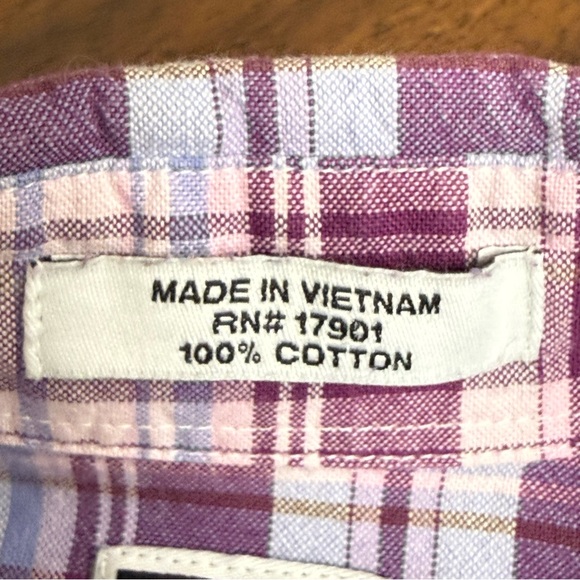 MADE IN VIETNAM
RN# 17901
100% COTTON